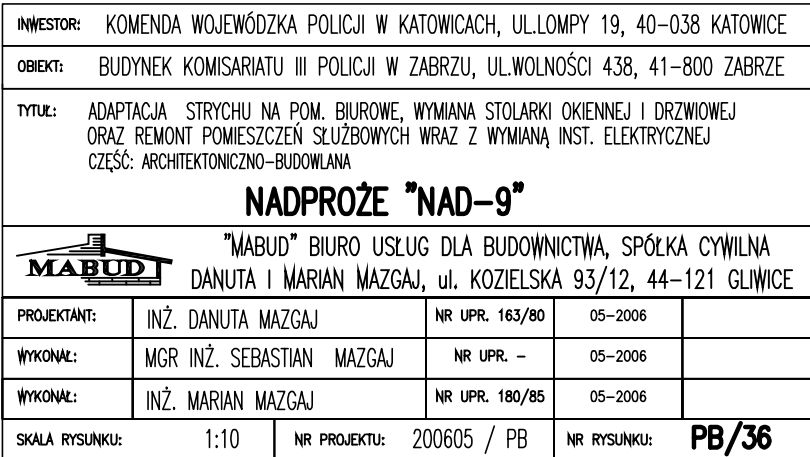 INWESTOR: KOMENDA WOJEWÓDZKA POLICJI W KATOWICACH, UL.LOMPY 19, 40-038 KATOWICE
OBIEKT: BUDYNEK KOMISARIATU III POLICJI W ZABRZU, UL.WOLNOŚCI 438, 41-800 ZABRZE
TYTUŁ: ADAPTACJA STRYCHU NA POM. BIUROWE, WYMIANA STOLARKI OKIENNEJ I DRZWIOWEJ
ORAZ REMONT POMIESZCZEŃ SŁUŻBOWYCH WRAZ Z WYMIANĄ INST. ELEKTRYCZNEJ
CZĘŚĆ: ARCHITEKTONICZNO-BUDOWLANA
NADPROŻE "NAD-9"
MABUD
"MABUD" BIURO USŁUG DLA BUDOWNICTWA, SPÓŁKA CYWILNA
DANUTA I MARIAN MAZGAJ, ul. KOZIELSKA 93/12, 44-121 GLIWICE
PROJEKTANT: INŻ. DANUTA MAZGAJ NR UPR. 163/80 05-2006
WYKONAŁ: MGR INŻ. SEBASTIAN MAZGAJ NR UPR. - 05-2006
WYKONAŁ: INŻ. MARIAN MAZGAJ NR UPR. 180/85 05-2006
SKALA RYSUNKU: 1:10 NR PROJEKTU: 200605 / PB NR RYSUNKU: PB/36